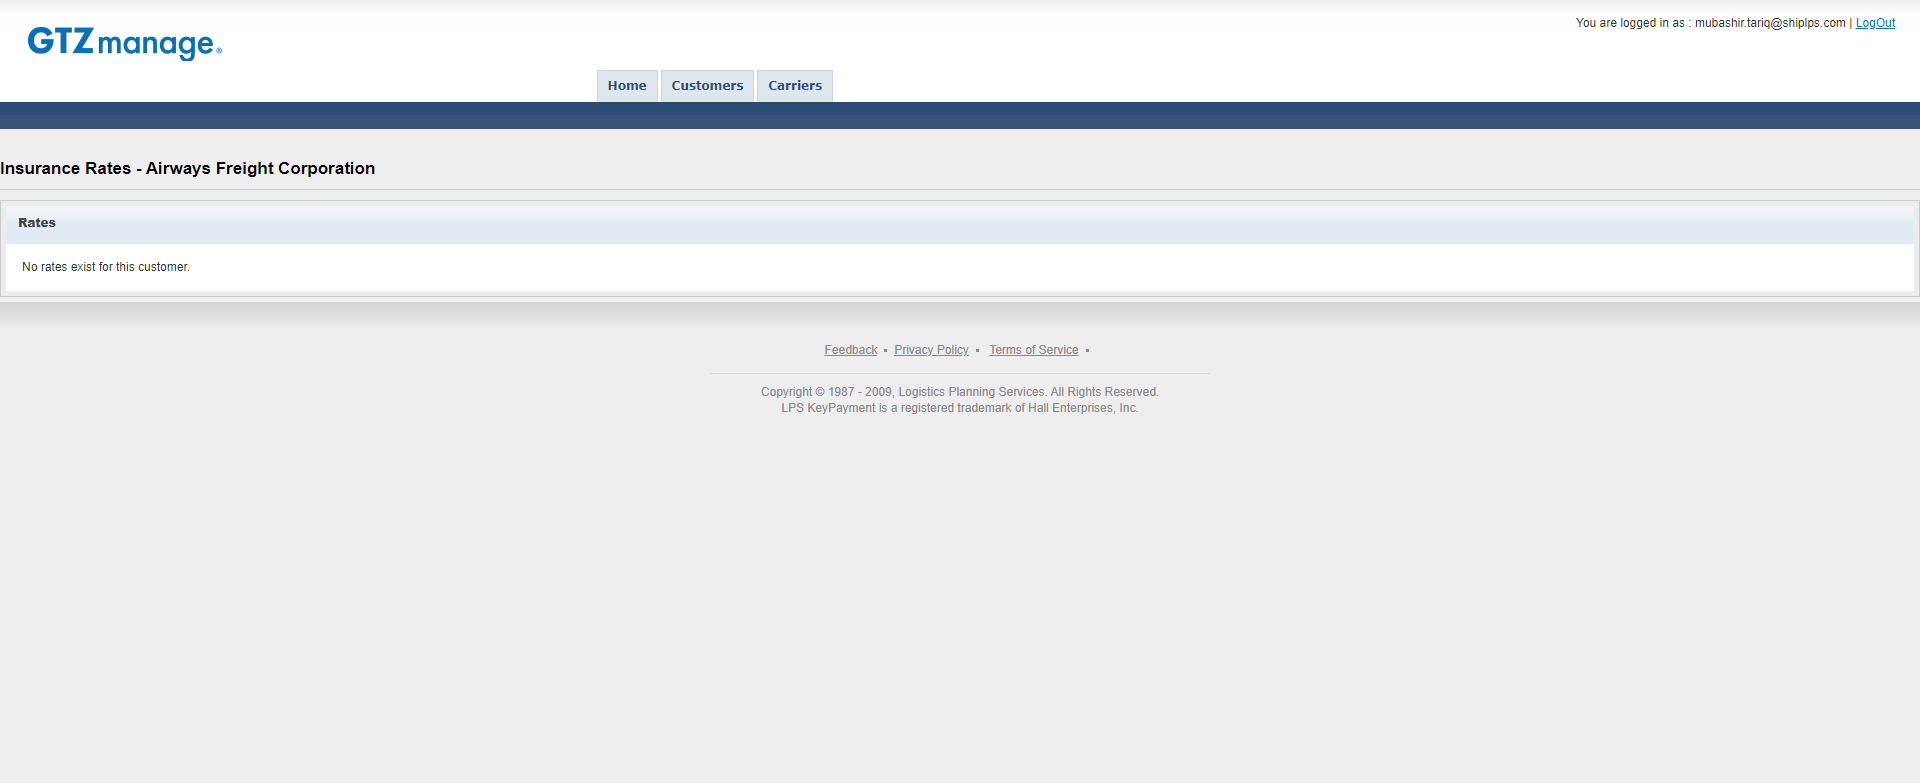 GTZmanage®
You are logged in as : mubashir.tariq@shiplps.com | LogOut
Home Customers Carriers
Insurance Rates - Airways Freight Corporation
Rates
No rates exist for this customer.
Feedback ▪ Privacy Policy ▪ Terms of Service ▪
Copyright © 1987 - 2009, Logistics Planning Services. All Rights Reserved.
LPS KeyPayment is a registered trademark of Hall Enterprises, Inc.